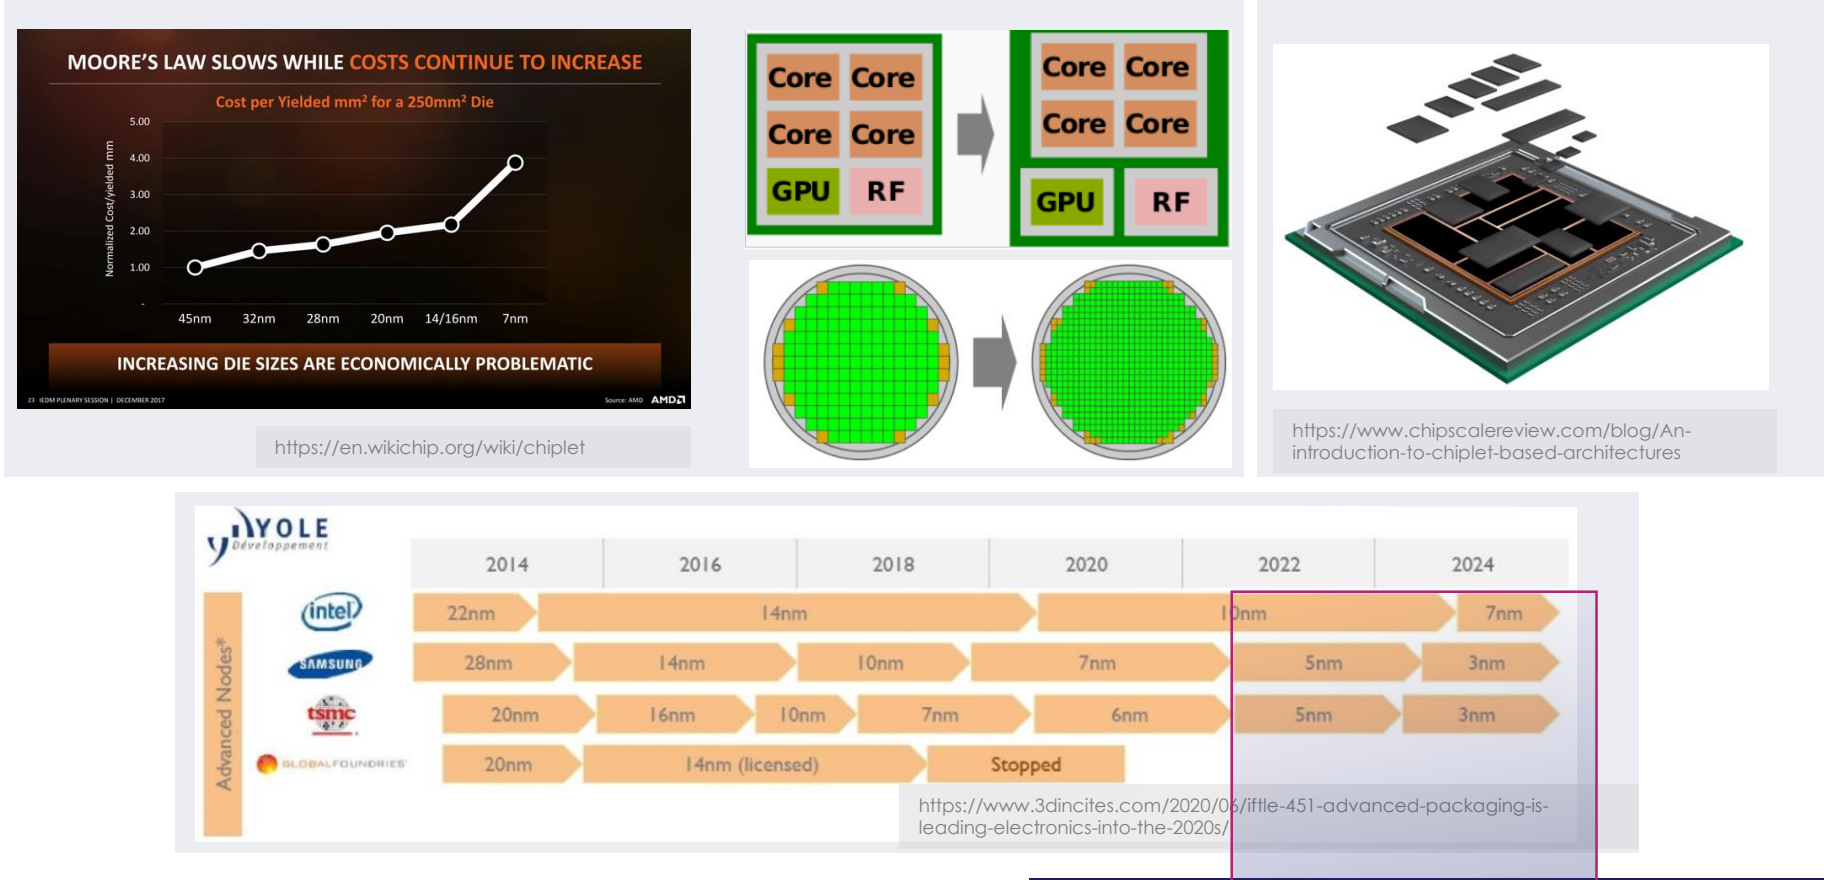 MOORE'S LAW SLOWS WHILE COSTS CONTINUE TO INCREASE
Cost per Yielded mm² for a 250mm² Die
Normalized Cost/yielded mm
5.00
4.00
3.00
2.00
1.00
-
45nm 32nm 28nm 20nm 14/16nm 7nm
INCREASING DIE SIZES ARE ECONOMICALLY PROBLEMATIC
23 IEDM PLENARY SESSION | DECEMBER 2017
Source: AMD AMD
https://en.wikichip.org/wiki/chiplet
Core Core
Core Core
GPU RF
Core Core
Core Core
GPU RF
https://www.chipscalereview.com/blog/An-
introduction-to-chiplet-based-architectures
YOLE
Développement
2014 2016 2018 2020 2022 2024
Advanced Nodes*
intel 22nm 14nm 10nm 7nm
SAMSUNG 28nm 14nm 10nm 7nm 5nm 3nm
tsmc 20nm 16nm 10nm 7nm 6nm 5nm 3nm
GLOBALFOUNDRIES 20nm 14nm (licensed) Stopped
https://www.3dincites.com/2020/06/iftle-451-advanced-packaging-is-
leading-electronics-into-the-2020s/